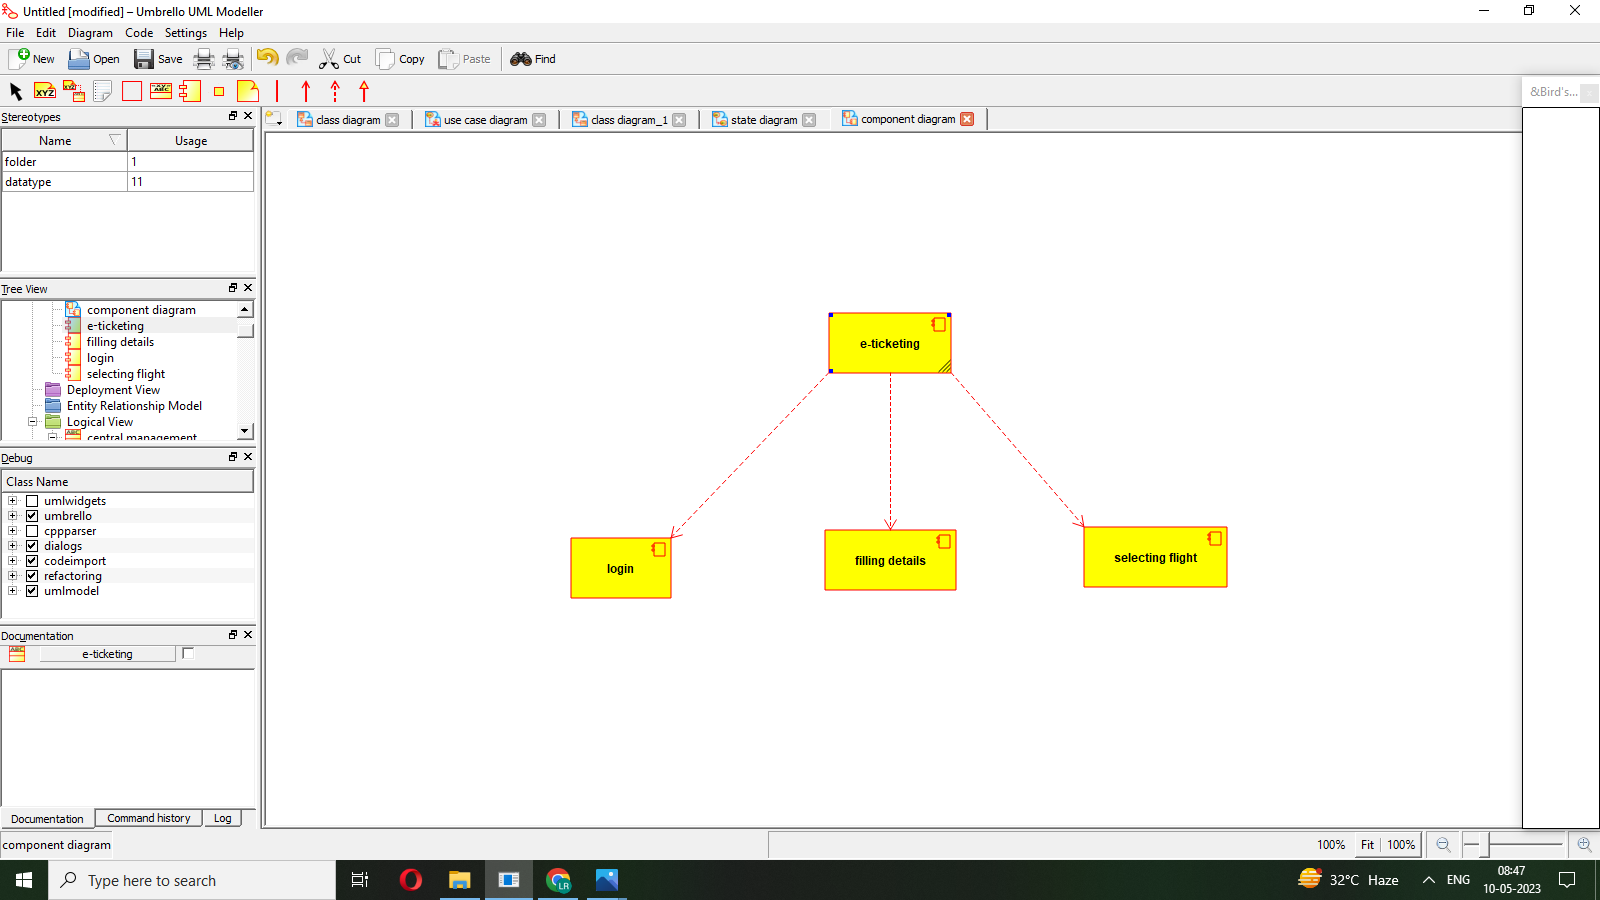 Untitled [modified] – Umbrello UML Modeller
File Edit Diagram Code Settings Help
New Open Save Cut Copy Paste Find
&Bird's...
Stereotypes
class diagram use case diagram class diagram_1 state diagram component diagram
Name Usage
folder 1
datatype 11
Tree View
component diagram
e-ticketing
filling details
login
selecting flight
Deployment View
Entity Relationship Model
Logical View
central management
Debug
Class Name
umlwidgets
umbrello
cppparser
dialogs
codeimport
refactoring
umlmodel
Documentation
e-ticketing
Documentation Command history Log
e-ticketing
login
filling details
selecting flight
component diagram
100% Fit 100%
Type here to search
32°C Haze
ENG
08:47
10-05-2023